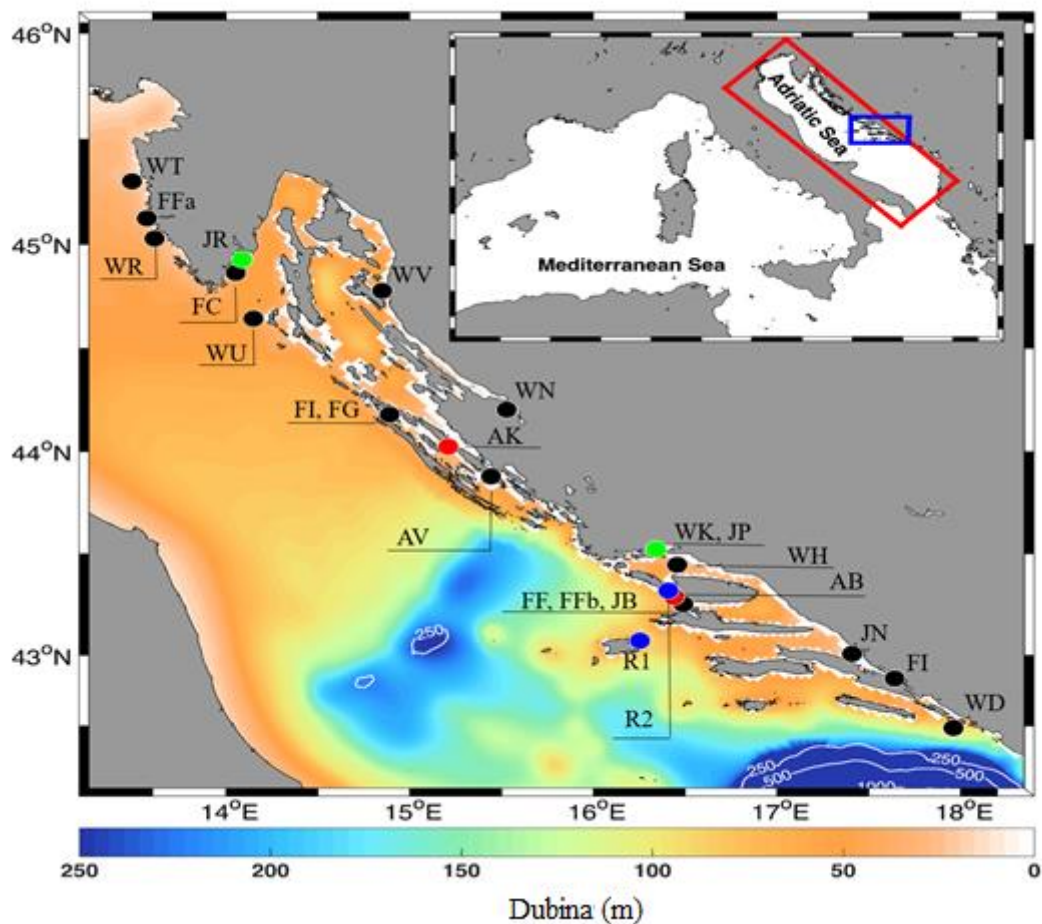 46°N
Adriatic Sea
Mediterranean Sea
WT
FFa
45°N
JR
WR
WV
FC
WU
WN
FI, FG
AK
44°N
AV
WK, JP
WH
AB
FF, FFb, JB
250
43°N
JN
R1
FI
R2
WD
250
250
500
500
1000
14°E
15°E
16°E
17°E
18°E
250
200
150
100
50
0
Dubina (m)